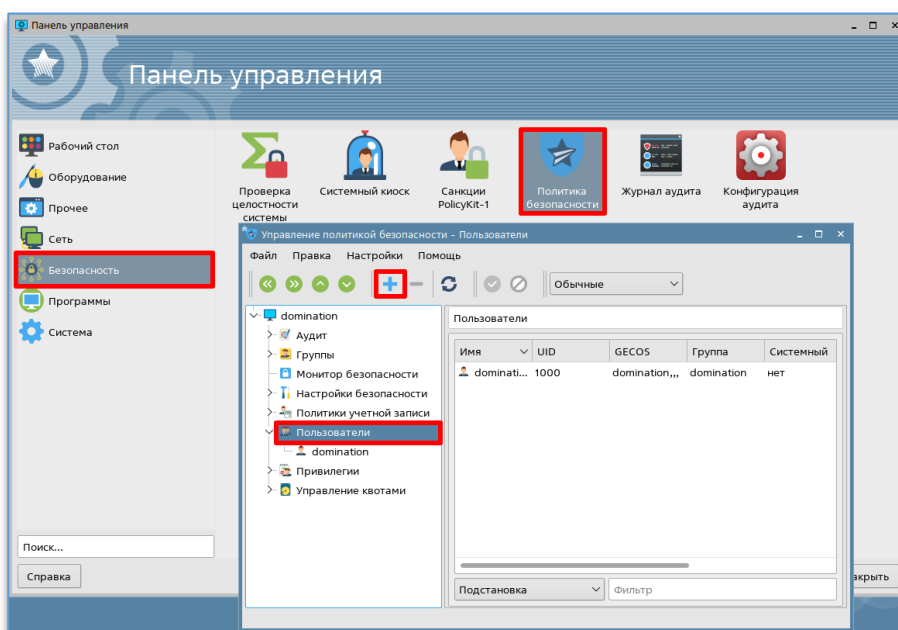 Панель управления
Панель управления
Рабочий стол
Оборудование
Прочее
Сеть
Безопасность
Программы
Система
Поиск...
Справка
Проверка
целостности
системы
Системный киоск
Санкции
PolicyKit-1
Политика
безопасности
Журнал аудита
Конфигурация
аудита
Управление политикой безопасности - Пользователи
Файл Правка Настройки Помощь
Обычные
domination
Аудит
Группы
Монитор безопасности
Настройки безопасности
Политики учетной записи
Пользователи
domination
Привилегии
Управление квотами
Пользователи
Имя UID GECOS Группа Системный
dominati... 1000 domination,,, domination нет
Подстановка Фильтр
акрыть